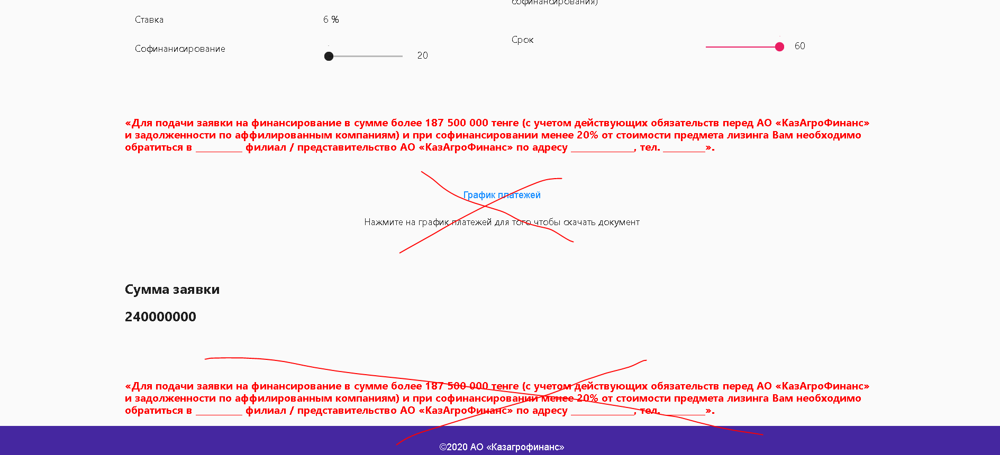 софинансирования)
Ставка 6 %
Срок 60
Софинанисирование 20
«Для подачи заявки на финансирование в сумме более 187 500 000 тенге (с учетом действующих обязательств перед АО «КазАгроФинанс»
и задолженности по аффилированным компаниям) и при софинансировании менее 20% от стоимости предмета лизинга Вам необходимо
обратиться в _________ филиал / представительство АО «КазАгроФинанс» по адресу ____________, тел. ________».
График платежей
Нажмите на график платежей для того чтобы скачать документ
Сумма заявки
240000000
«Для подачи заявки на финансирование в сумме более 187 500 000 тенге (с учетом действующих обязательств перед АО «КазАгроФинанс»
и задолженности по аффилированным компаниям) и при софинансировании менее 20% от стоимости предмета лизинга Вам необходимо
обратиться в _________ филиал / представительство АО «КазАгроФинанс» по адресу ____________, тел. ________».
©2020 АО «Казагрофинанс»